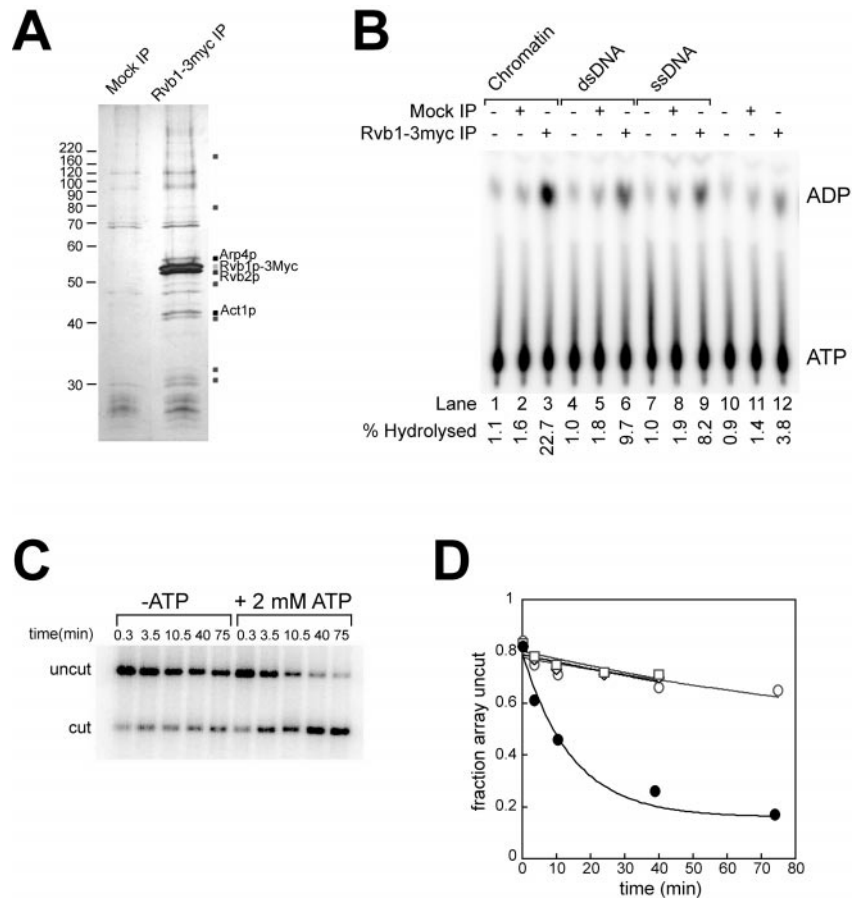 A
Mock IP
Rvb1-3myc IP
220
160
120
100
90
80
70
60
50
40
30
Arp4p
Rvb1p-3Myc
Rvb2p
Act1p
B
Chromatin
dsDNA
ssDNA
Mock IP - + - - + - - + - - + -
Rvb1-3myc IP - - + - - + - - + - - +
ADP
ATP
Lane 1 2 3 4 5 6 7 8 9 10 11 12
% Hydrolysed 1.1 1.6 22.7 1.0 1.8 9.7 1.0 1.9 8.2 0.9 1.4 3.8
C
-ATP + 2 mM ATP
time(min) 0.3 3.5 10.5 40 75 0.3 3.5 10.5 40 75
uncut
cut
D
fraction array uncut
1
0.8
0.6
0.4
0.2
0
0 10 20 30 40 50 60 70 80
time (min)